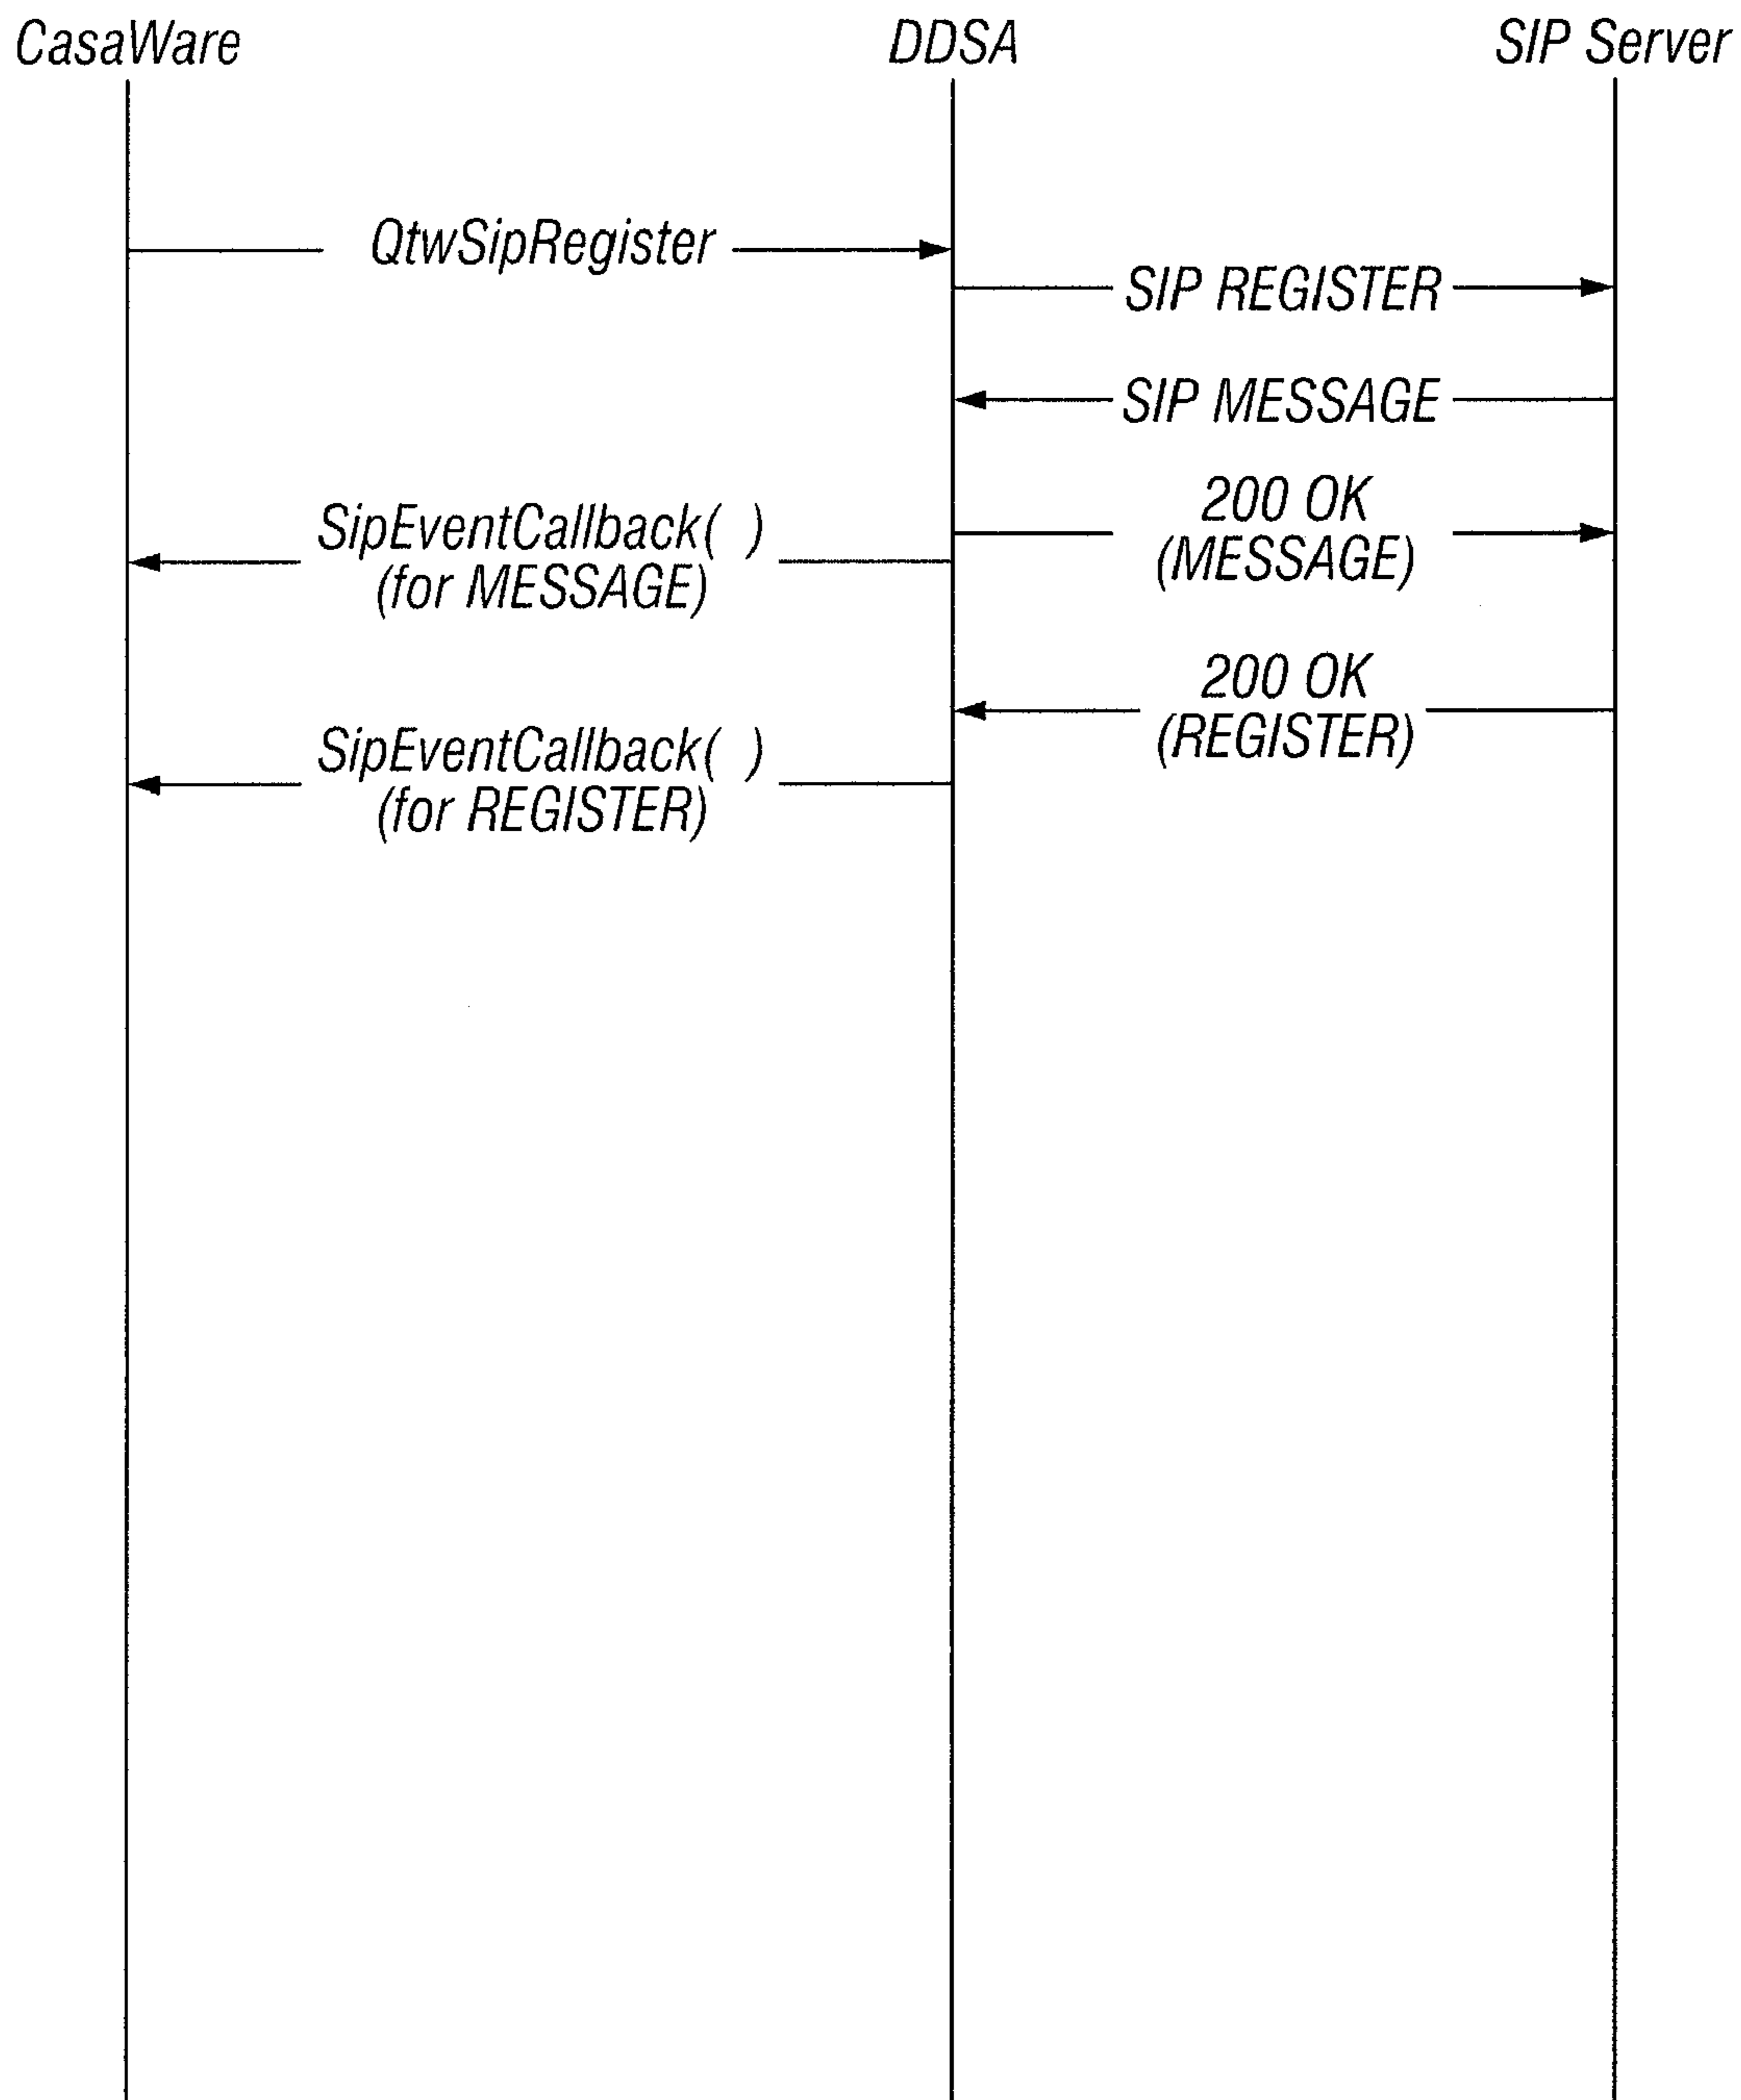 CasaWare
DDSA
SIP Server
QtwSipRegister
SIP REGISTER
SIP MESSAGE
200 OK
(MESSAGE)
SipEventCallback( )
(for MESSAGE)
200 OK
(REGISTER)
SipEventCallback( )
(for REGISTER)